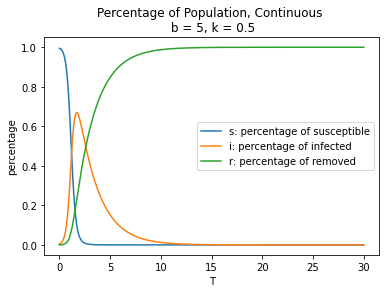 Percentage of Population, Continuous
b = 5, k = 0.5
percentage
1.0
0.8
0.6
0.4
0.2
0.0
s: percentage of susceptible
i: percentage of infected
r: percentage of removed
0 5 10 15 20 25 30
T